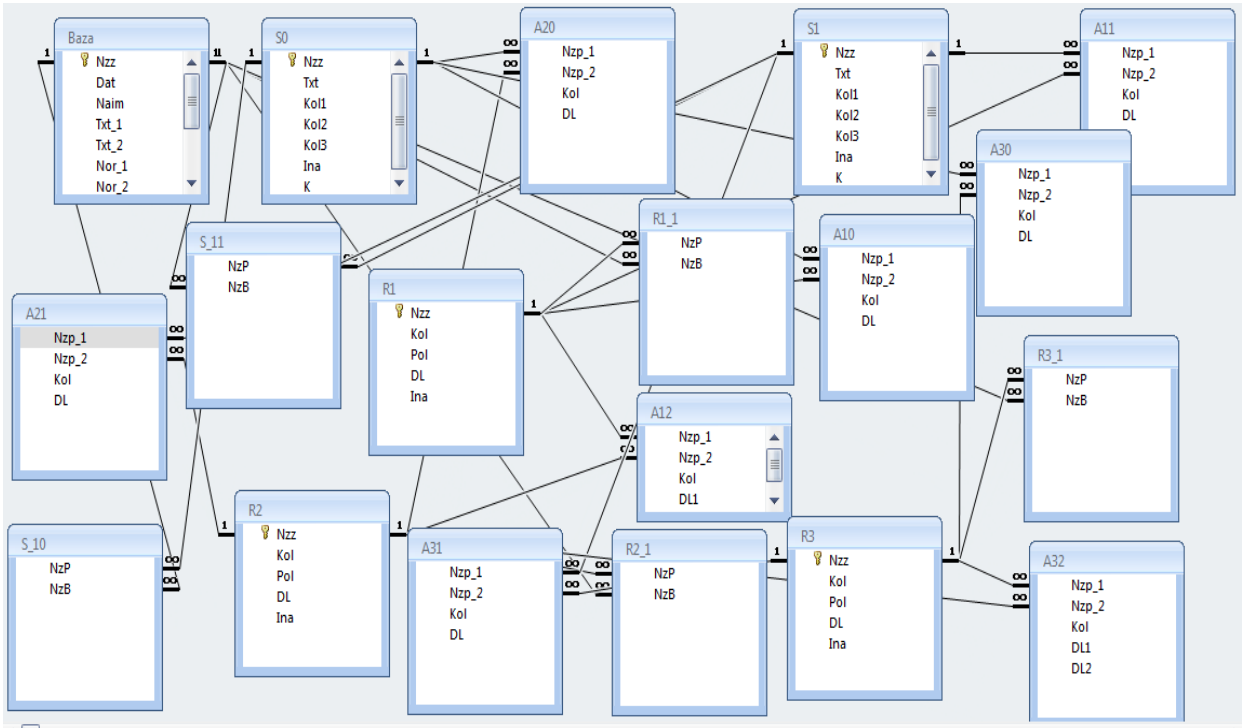 Baza
Nzz
Dat
Naim
Txt_1
Txt_2
Nor_1
Nor_2
S0
Nzz
Txt
Kol1
Kol2
Kol3
Ina
K
A20
Nzp_1
Nzp_2
Kol
DL
S1
Nzz
Txt
Kol1
Kol2
Kol3
Ina
K
A11
Nzp_1
Nzp_2
Kol
DL
A30
Nzp_1
Nzp_2
Kol
DL
S_11
NzP
NzB
R1_1
NzP
NzB
A10
Nzp_1
Nzp_2
Kol
DL
R1
Nzz
Kol
Pol
DL
Ina
A21
Nzp_1
Nzp_2
Kol
DL
R3_1
NzP
NzB
A12
Nzp_1
Nzp_2
Kol
DL1
R2
Nzz
Kol
Pol
DL
Ina
S_10
NzP
NzB
A31
Nzp_1
Nzp_2
Kol
DL
R2_1
NzP
NzB
R3
Nzz
Kol
Pol
DL
Ina
A32
Nzp_1
Nzp_2
Kol
DL1
DL2